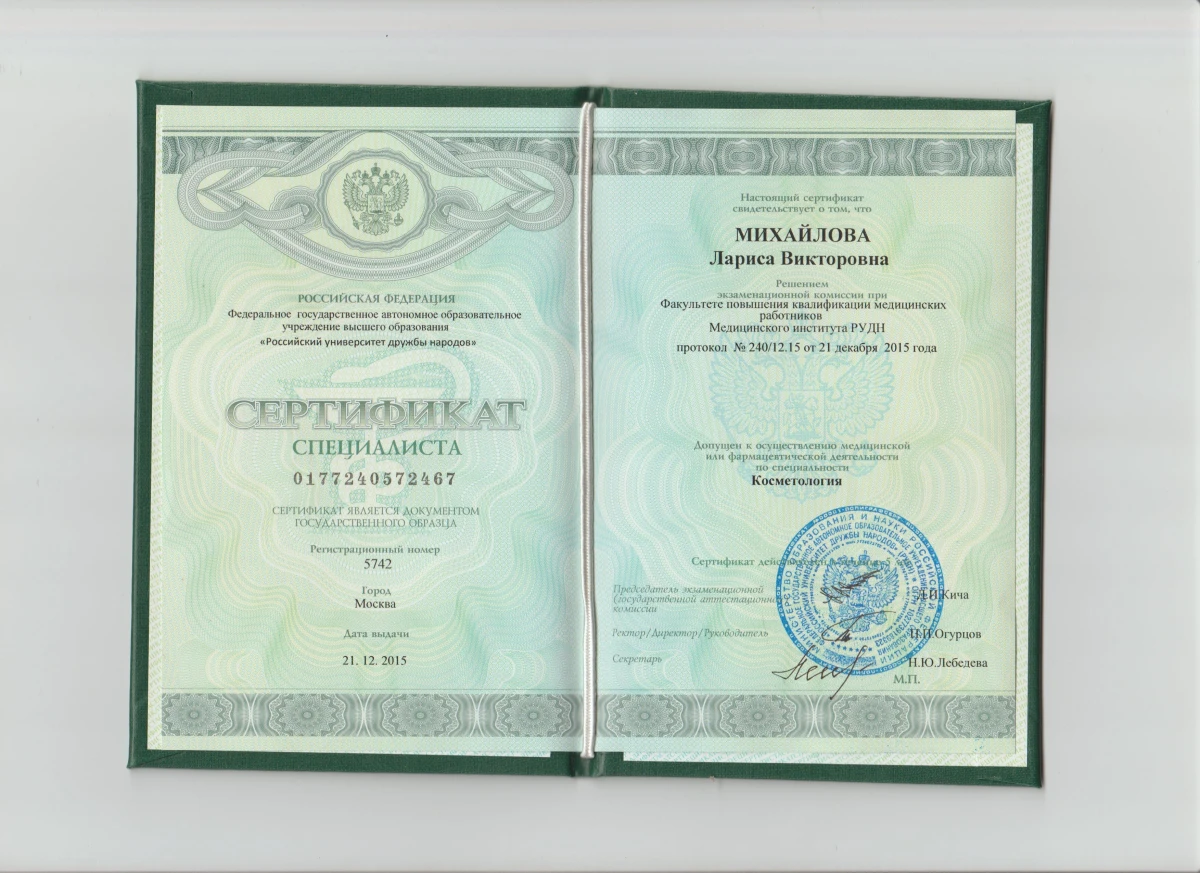 РОССИЙСКАЯ ФЕДЕРАЦИЯ
Федеральное государственное автономное образовательное
учреждение высшего образования
«Российский университет дружбы народов»
СЕРТИФИКАТ
СПЕЦИАЛИСТА
0177240572467
СЕРТИФИКАТ ЯВЛЯЕТСЯ ДОКУМЕНТОМ
ГОСУДАРСТВЕННОГО ОБРАЗЦА
Регистрационный номер
5742
Город
Москва
Дата выдачи
21. 12. 2015
Настоящий сертификат
свидетельствует о том, что
МИХАЙЛОВА
Лариса Викторовна
Решением
экзаменационной комиссии при
Факультете повышения квалификации медицинских
работников
Медицинского института РУДН
протокол № 240/12.15 от 21 декабря 2015 года
Допущен к осуществлению медицинской
или фармацевтической деятельности
по специальности
Косметология
Сертификат
Председатель экзаменационной
(государственной аттестационной
комиссии
Кича
Ректор/Директор/Руководитель
Огурцов
Секретарь
Н.Ю.Лебедева
М.П.